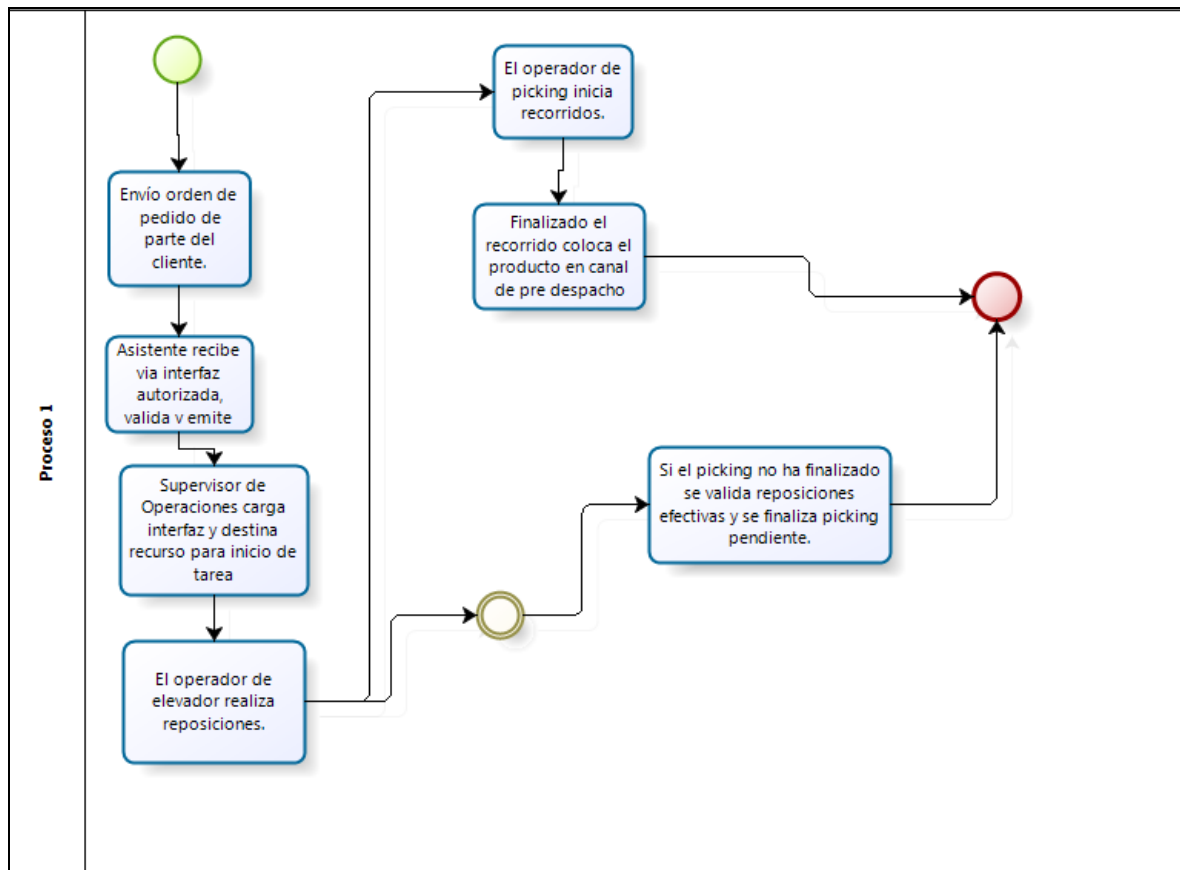 Proceso 1
Envío orden de
pedido de
parte del
cliente.
Asistente recibe
via interfaz
autorizada,
valida y emite
Supervisor de
Operaciones carga
interfaz y destina
recurso para inicio de
tarea
El operador de
elevador realiza
reposiciones.
El operador de
picking inicia
recorridos.
Finalizado el
recorrido coloca el
producto en canal
de pre despacho
Si el picking no ha finalizado
se valida reposiciones
efectivas y se finaliza picking
pendiente.